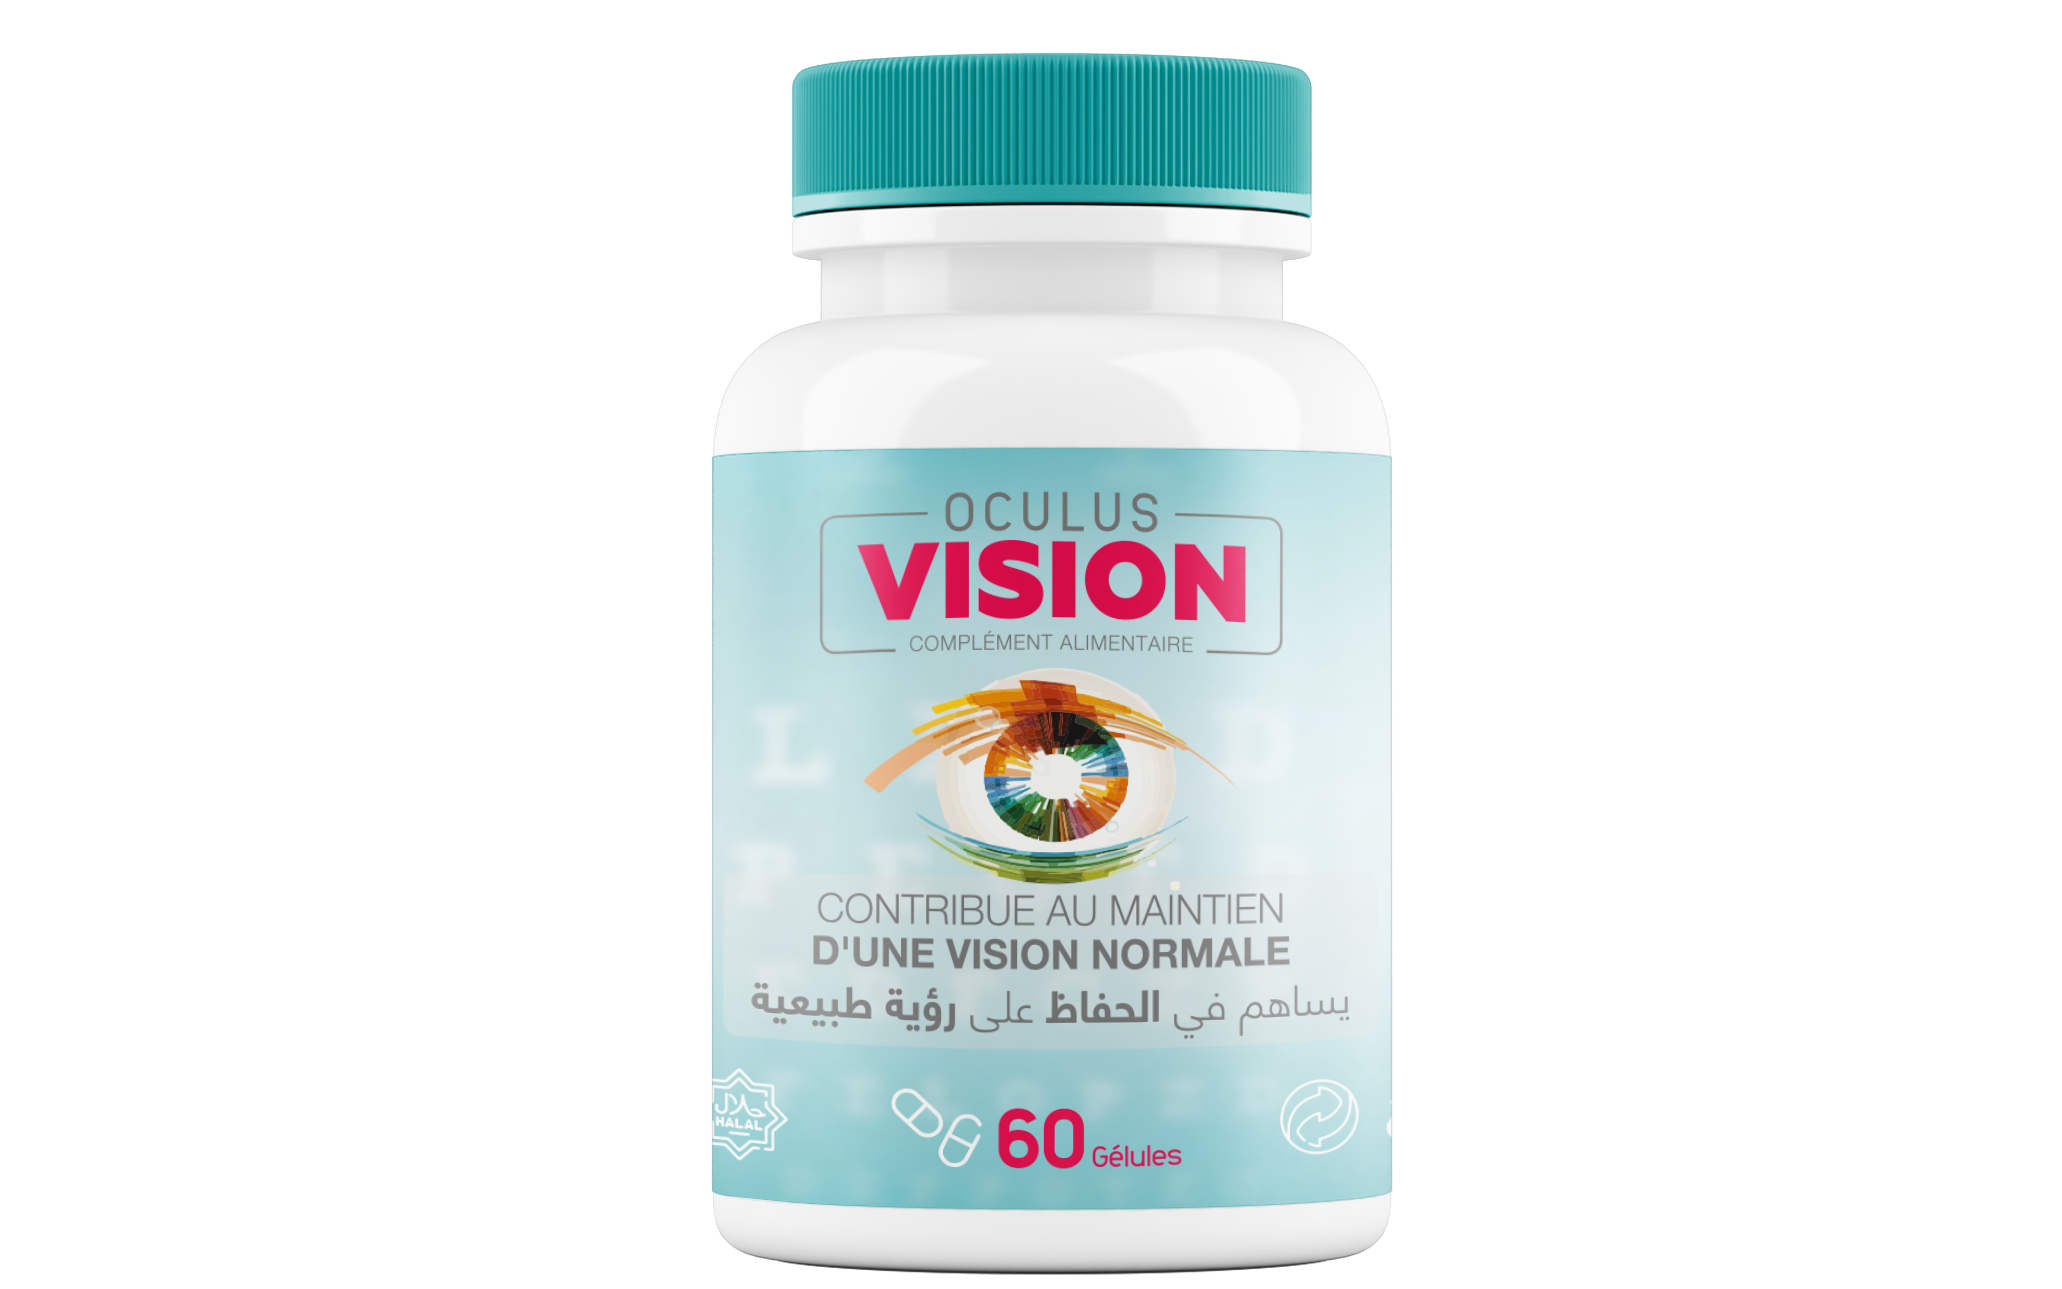 OCULUS
VISION
COMPLÉMENT ALIMENTAIRE
CONTRIBUE AU MAINTIEN
D'UNE VISION NORMALE
يساهم في الحفاظ على رؤية طبيعية
حلال
HALAL
60 Gélules